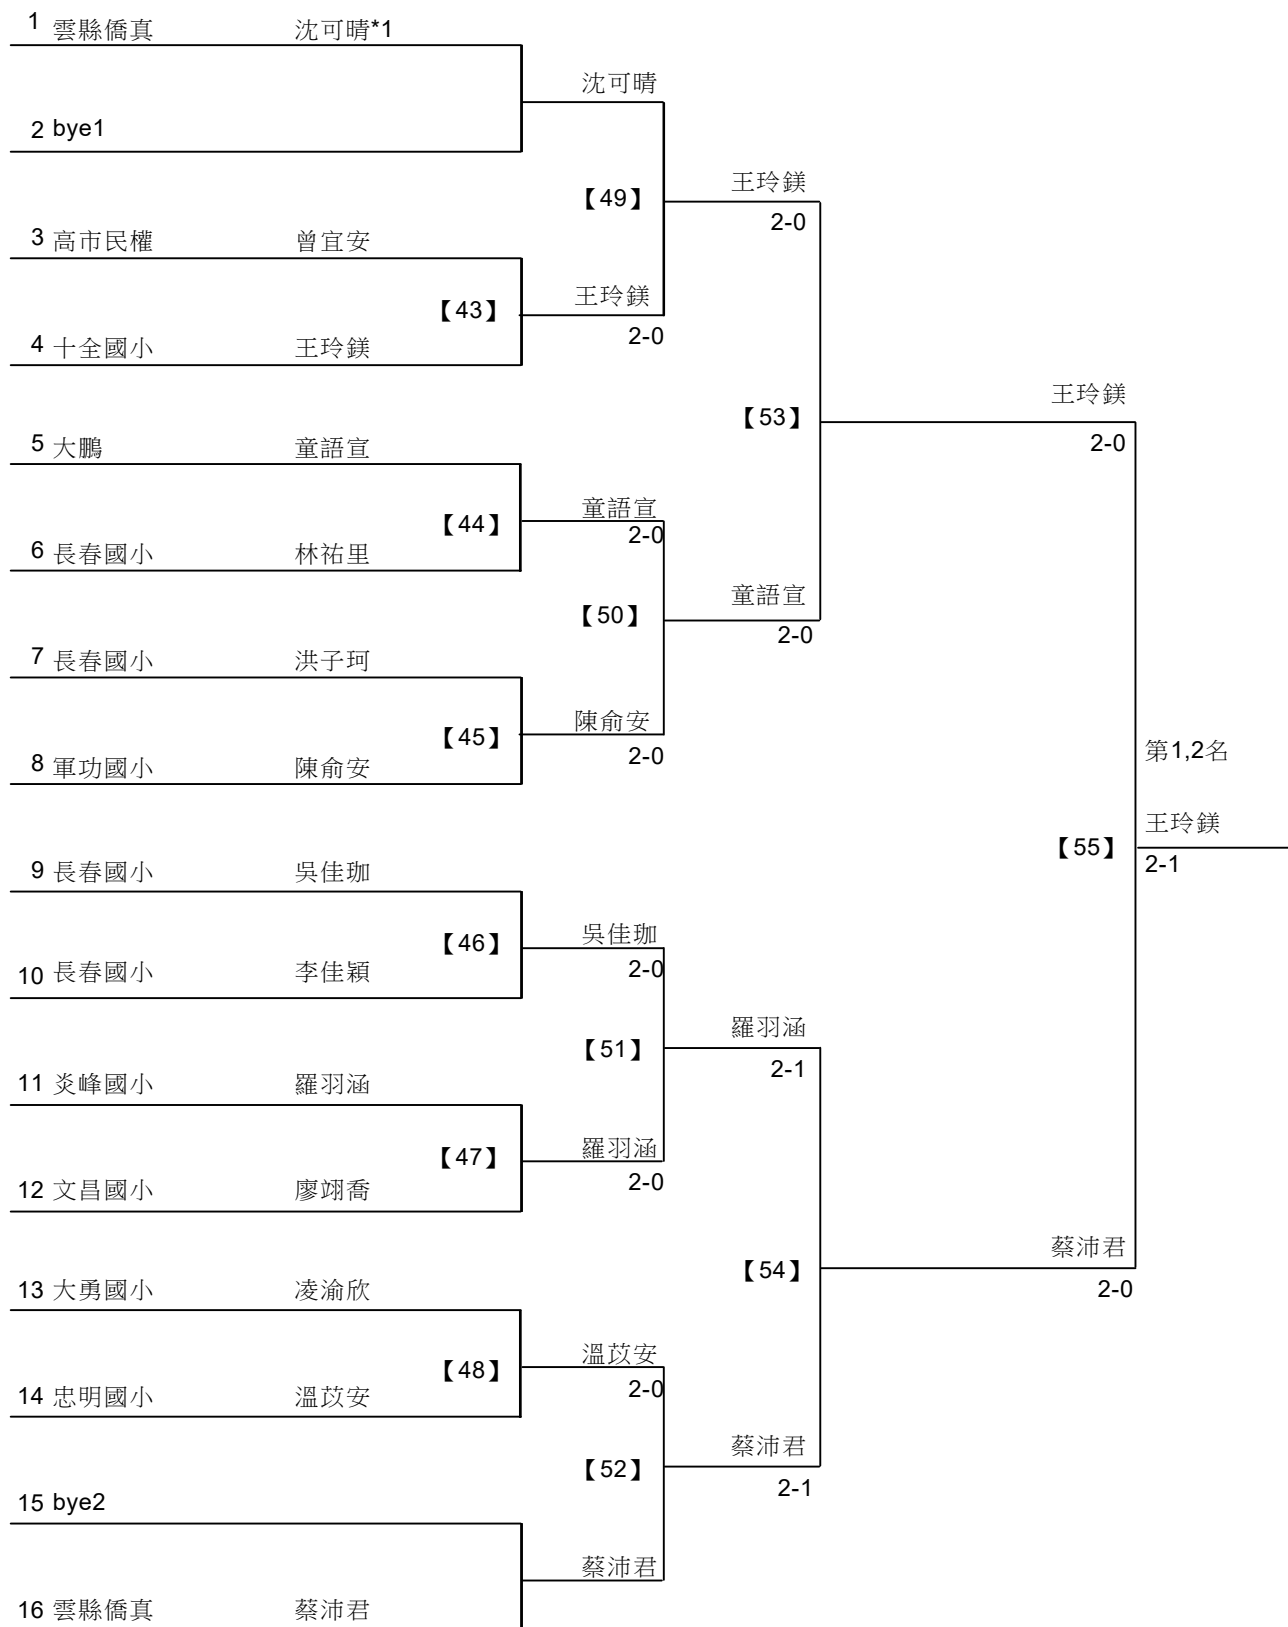 1 雲縣僑真 沈可晴*1
沈可晴
2 bye1
王玲鎂
【49】
2-0
3 高市民權 曾宜安
王玲鎂
【43】
2-0
4 十全國小 王玲鎂
王玲鎂
【53】
2-0
5 大鵬 童語宣
童語宣
【44】
2-0
6 長春國小 林祐里
童語宣
【50】
2-0
7 長春國小 洪子珂
陳俞安
【45】
2-0
8 軍功國小 陳俞安
第1,2名
王玲鎂
【55】
2-1
9 長春國小 吳佳珈
吳佳珈
【46】
2-0
10 長春國小 李佳穎
羅羽涵
【51】
2-1
11 炎峰國小 羅羽涵
羅羽涵
【47】
2-0
12 文昌國小 廖翊喬
蔡沛君
【54】
2-0
13 大勇國小 凌渝欣
溫苡安
【48】
2-0
14 忠明國小 溫苡安
蔡沛君
【52】
2-1
15 bye2
蔡沛君
16 雲縣僑真 蔡沛君